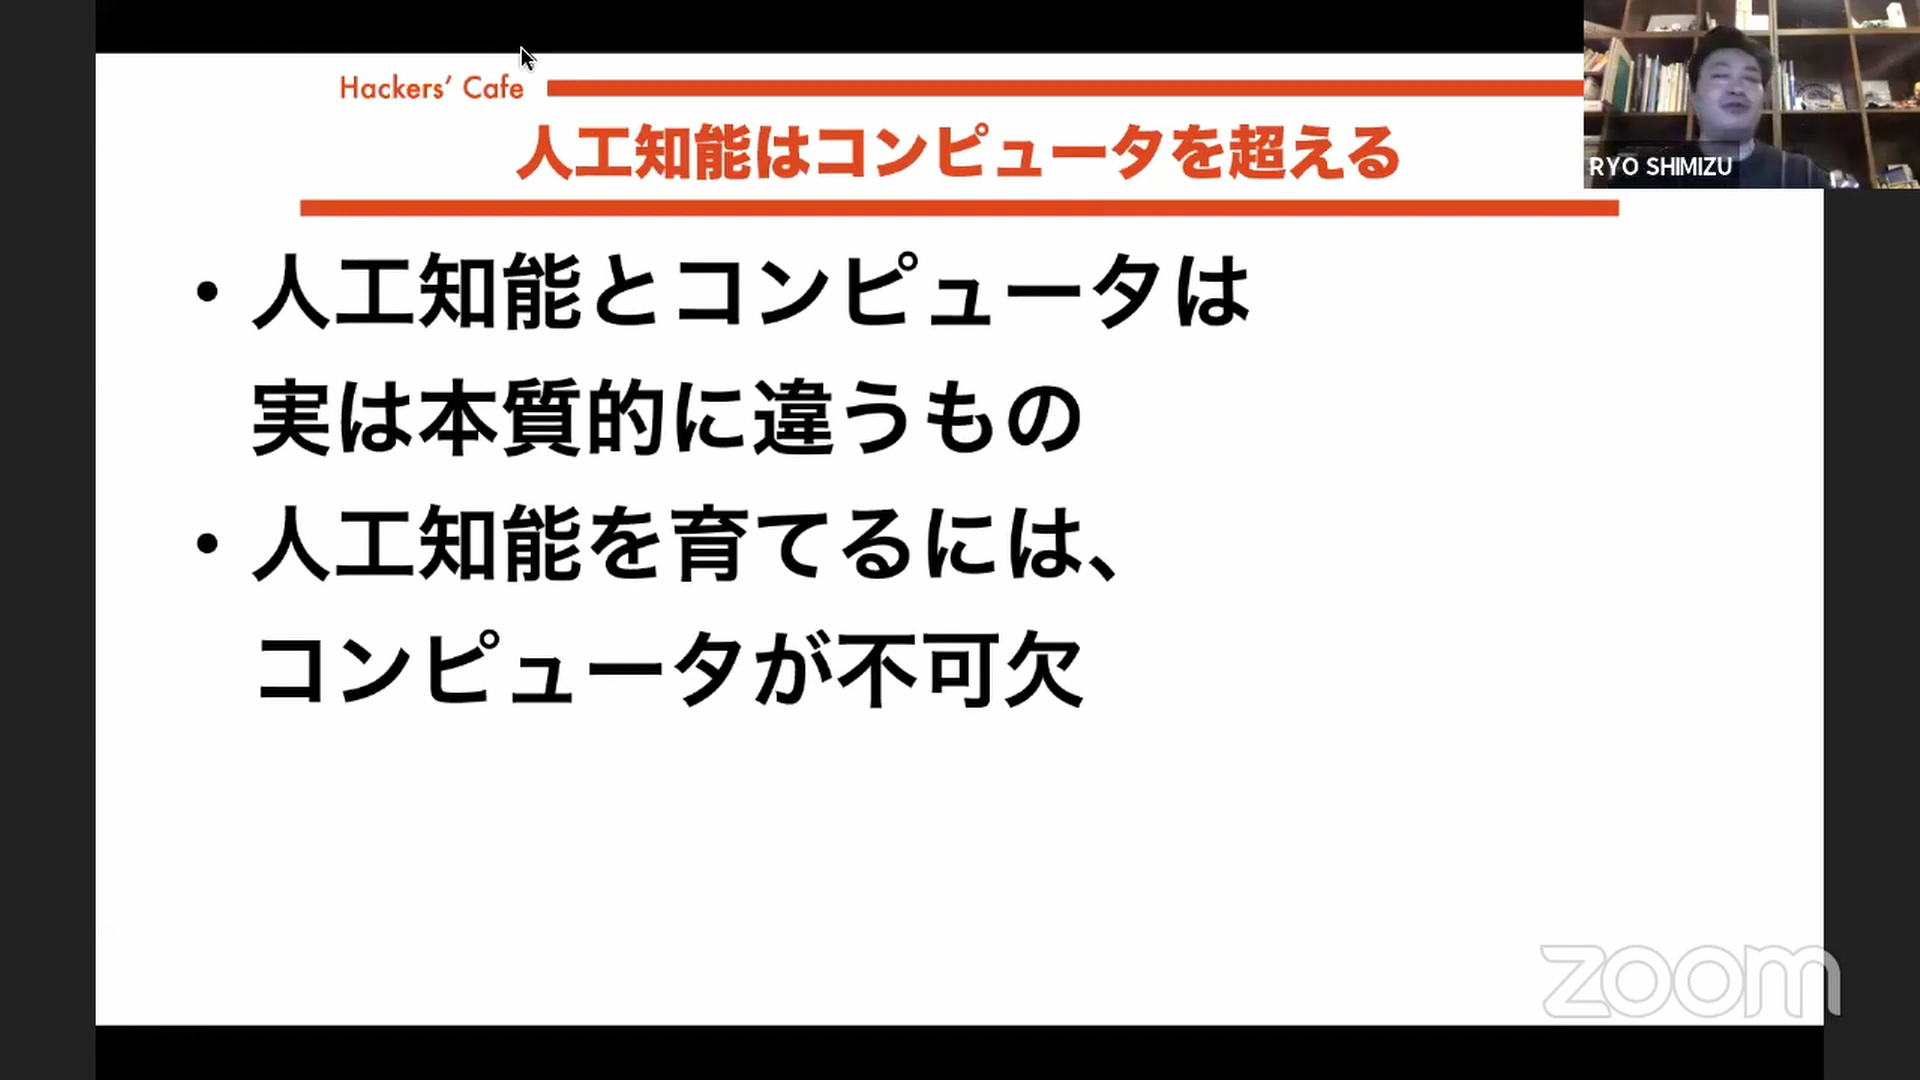 Hackers' Cafe
人工知能はコンピュータを超える
RYO SHIMIZU
・人工知能とコンピュータは
実は本質的に違うもの
・人工知能を育てるには、
コンピュータが不可欠
zoom